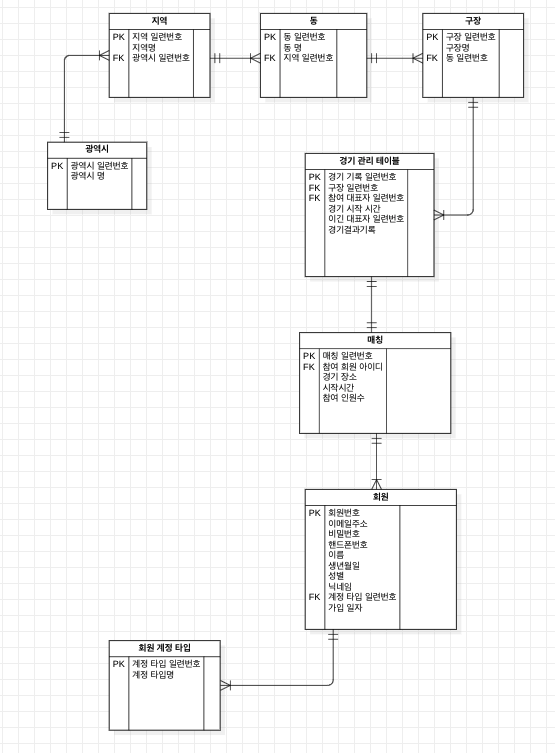 지역
PK 지역 일련번호
지역명
FK 광역시 일련번호
동
PK 동 일련번호
동 명
FK 지역 일련번호
구장
PK 구장 일련번호
구장명
FK 동 일련번호
광역시
PK 광역시 일련번호
광역시 명
경기 관리 테이블
PK 경기 기록 일련번호
FK 구장 일련번호
FK 참여 대표자 일련번호
경기 시작 시간
이긴 대표자 일련번호
경기결과기록
매칭
PK 매칭 일련번호
FK 참여 회원 아이디
경기 장소
시작시간
참여 인원수
회원
PK 회원번호
이메일주소
비밀번호
핸드폰번호
이름
생년월일
성별
닉네임
FK 계정 타입 일련번호
가입 일자
회원 계정 타입
PK 계정 타입 일련번호
계정 타입명